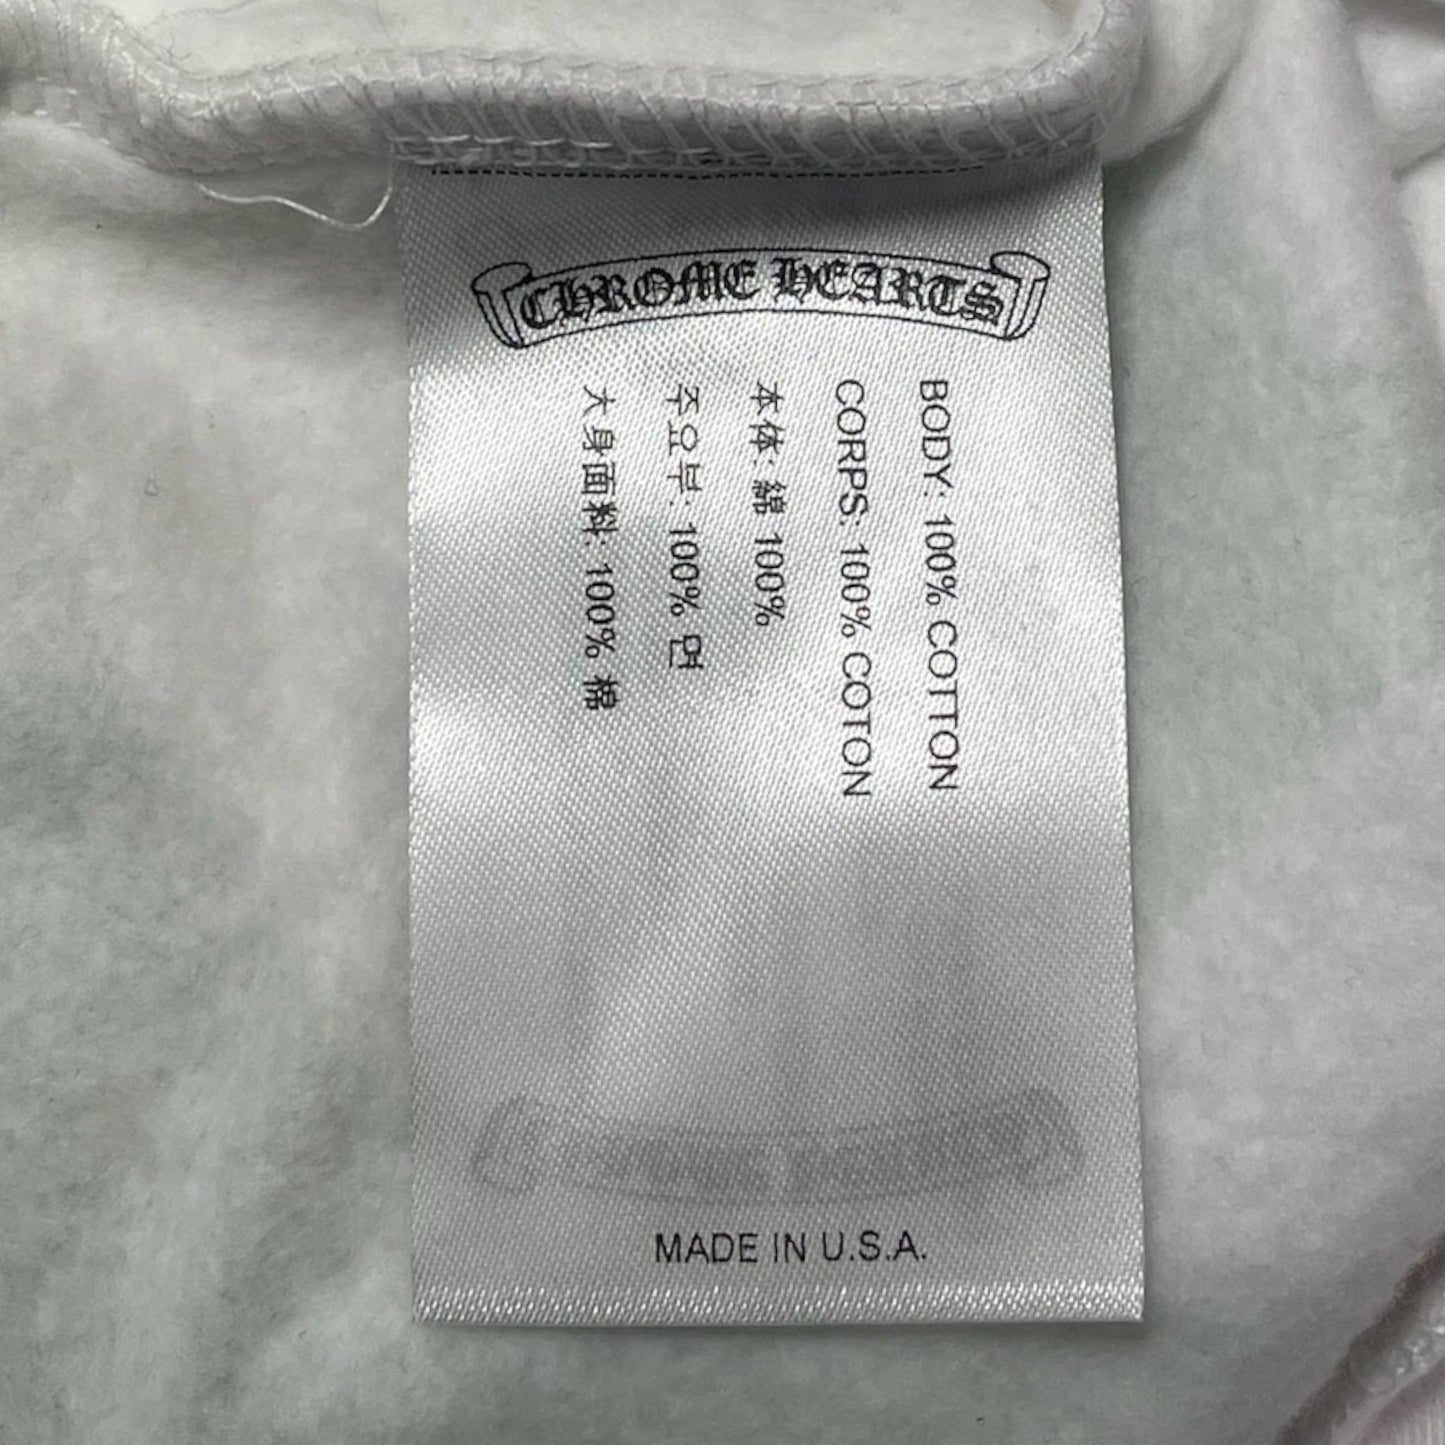 CHROME HEARTS
BODY: 100% COTTON
CORPS: 100% COTON
本体: 綿 100%
주요부: 100% 면
大身面料: 100% 棉
MADE IN U.S.A.